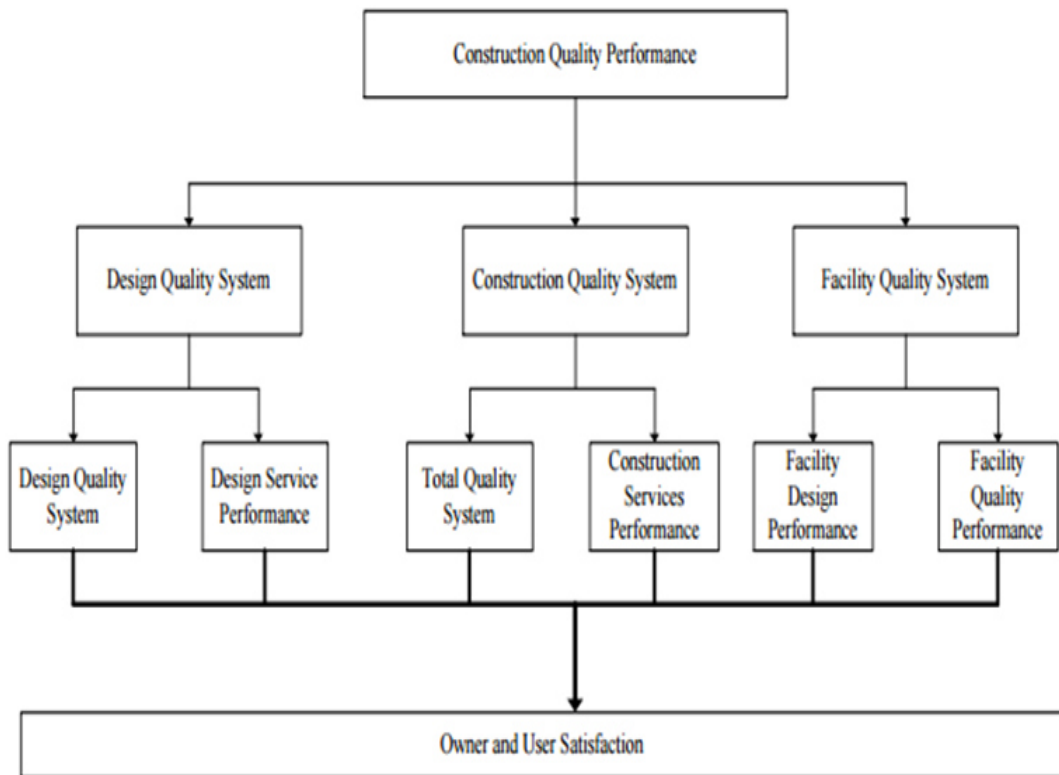 Construction Quality Performance
Design Quality System
Construction Quality System
Facility Quality System
Design Quality
System
Design Service
Performance
Total Quality
System
Construction
Services
Performance
Facility
Design
Performance
Facility
Quality
Performance
Owner and User Satisfaction